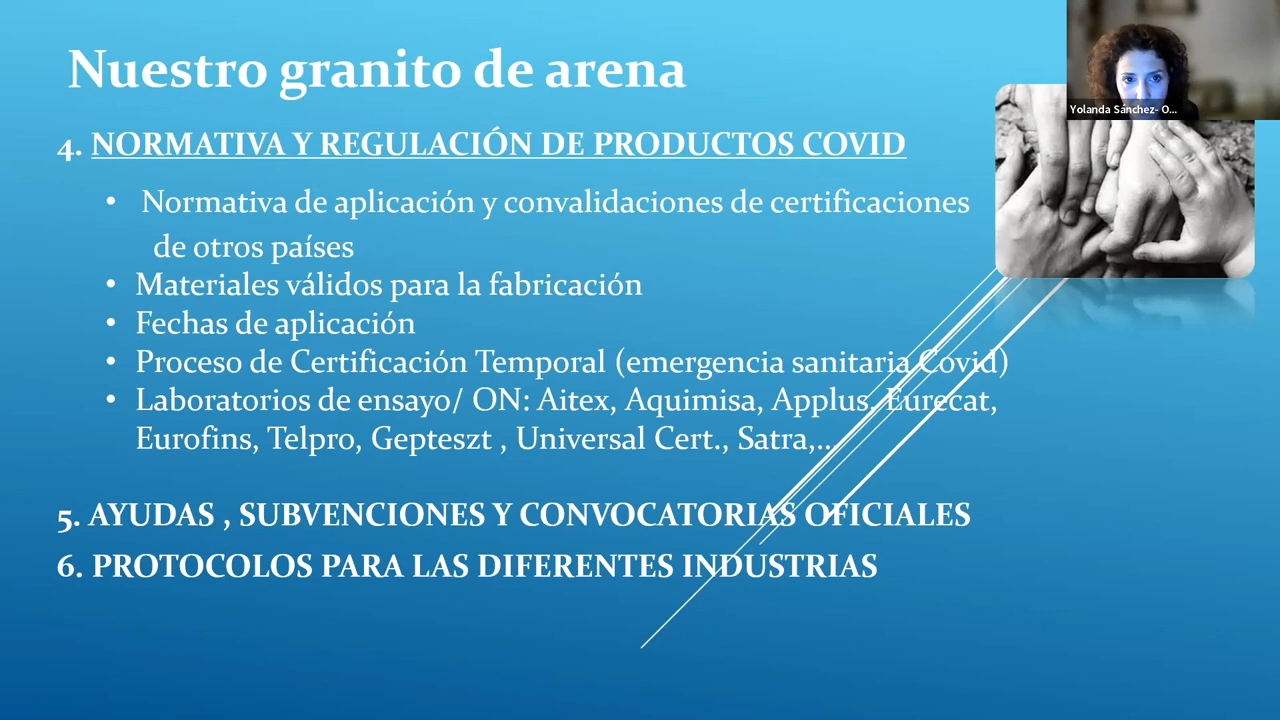 Nuestro granito de arena
Yolanda Sánchez- O...
4. NORMATIVA Y REGULACIÓN DE PRODUCTOS COVID
• Normativa de aplicación y convalidaciones de certificaciones
de otros países
• Materiales válidos para la fabricación
• Fechas de aplicación
• Proceso de Certificación Temporal (emergencia sanitaria Covid)
• Laboratorios de ensayo/ ON: Aitex, Aquimisa, Applus, Eurecat,
Eurofins, Telpro, Gepteszt , Universal Cert., Satra,...
5. AYUDAS , SUBVENCIONES Y CONVOCATORIAS OFICIALES
6. PROTOCOLOS PARA LAS DIFERENTES INDUSTRIAS